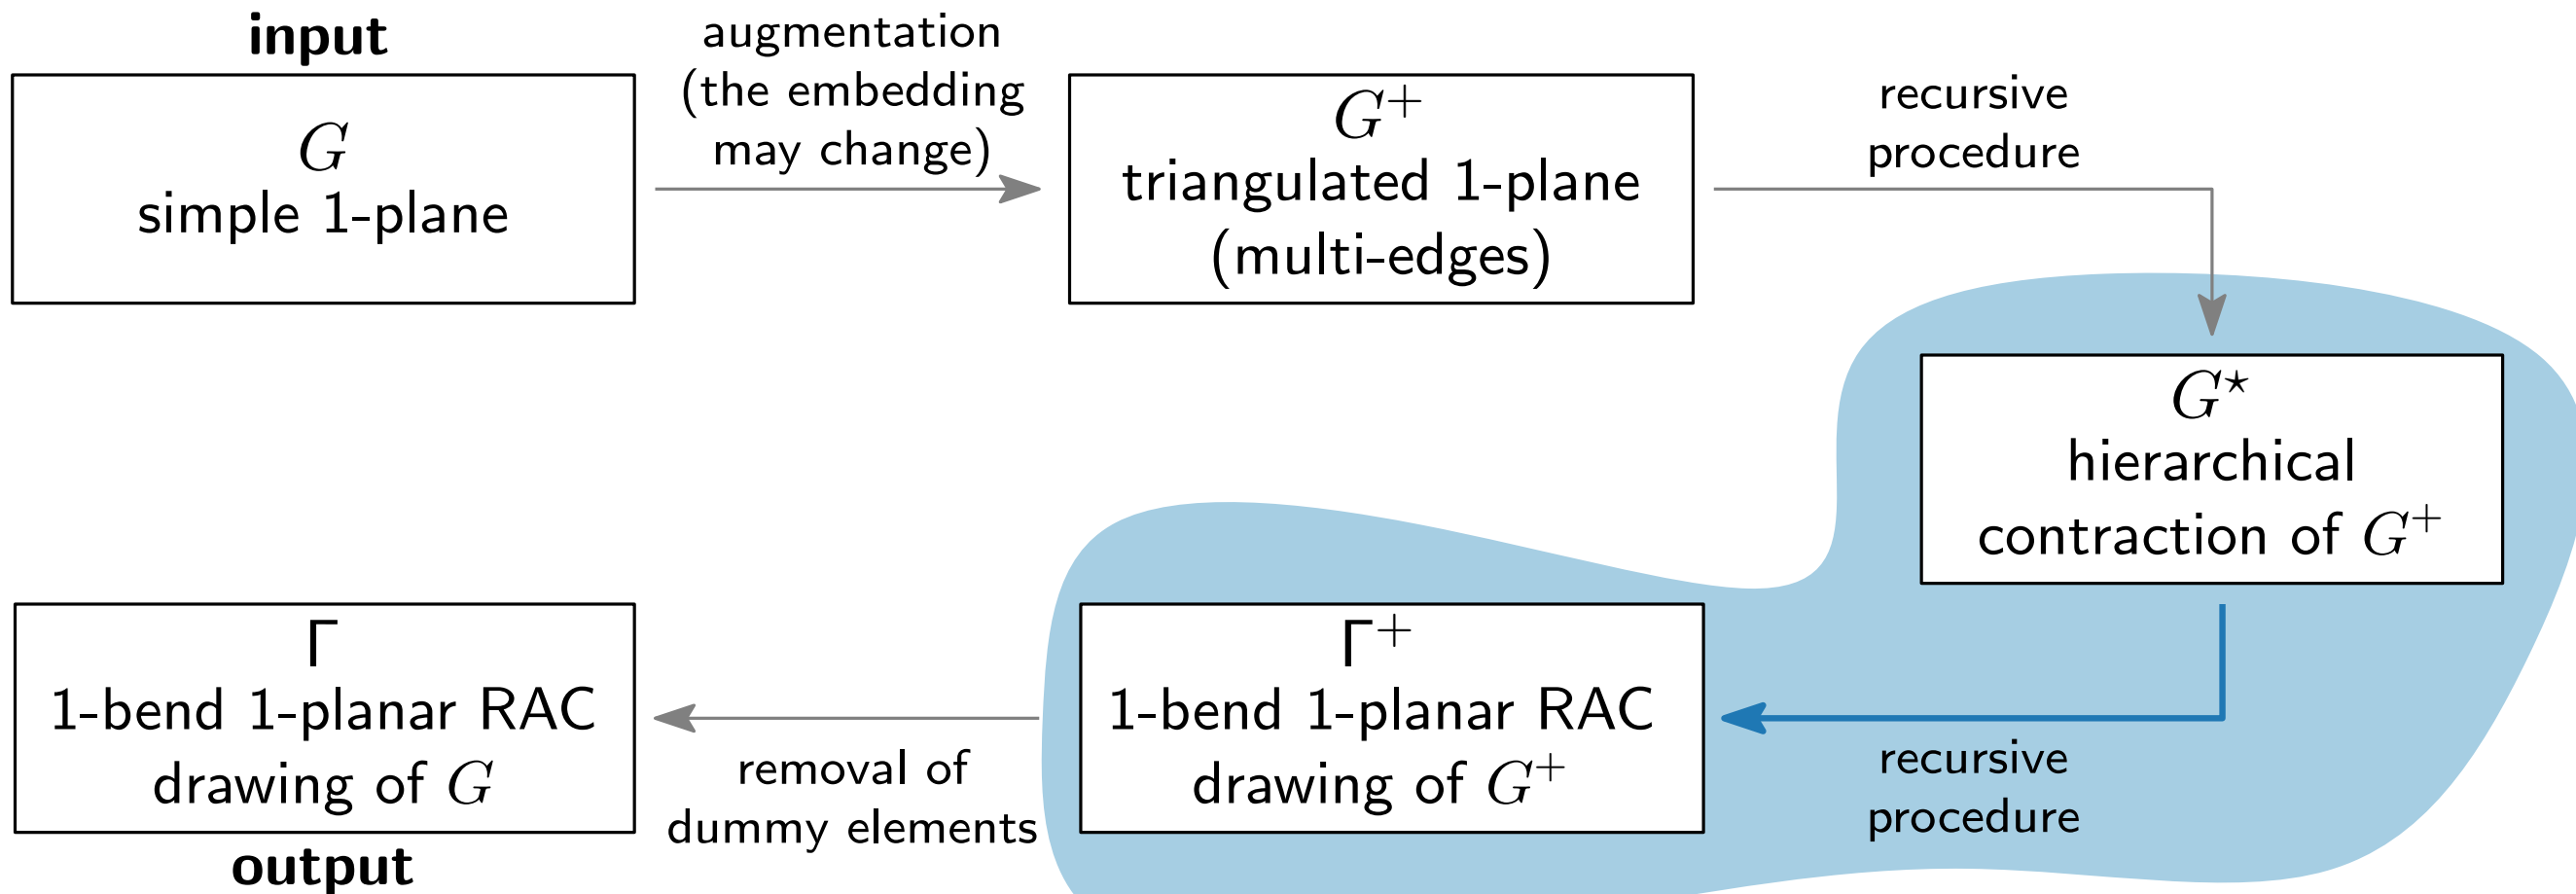 input
G
simple 1-plane
augmentation
(the embedding
may change)
G⁺
triangulated 1-plane
(multi-edges)
recursive
procedure
G⋆
hierarchical
contraction of G⁺
recursive
procedure
Γ⁺
1-bend 1-planar RAC
drawing of G⁺
removal of
dummy elements
Γ
1-bend 1-planar RAC
drawing of G
output